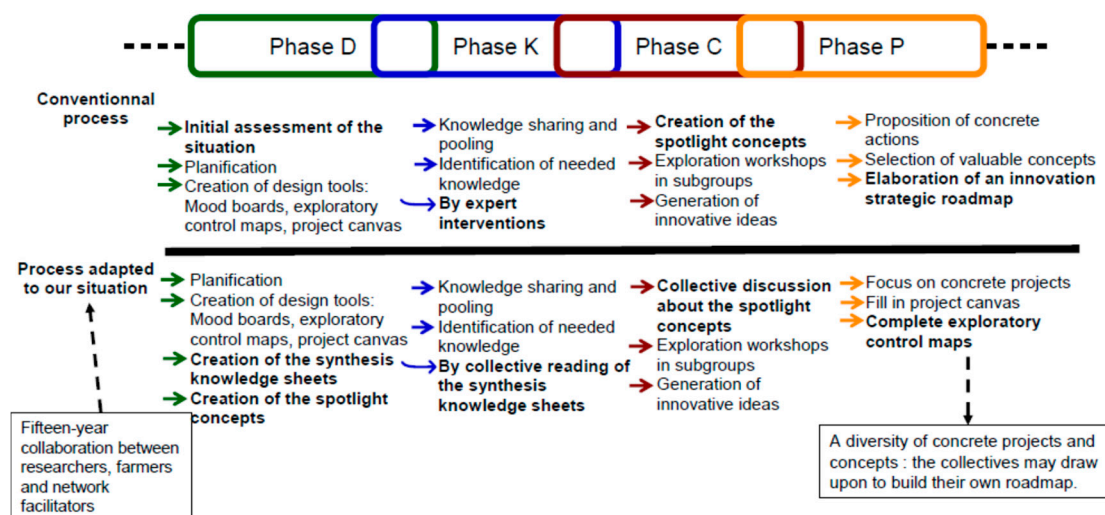 Phase D
Phase K
Phase C
Phase P
Conventionnal
process
Initial assessment of the
situation
Planification
Creation of design tools:
Mood boards, exploratory
control maps, project canvas
Knowledge sharing and
pooling
Identification of needed
knowledge
By expert
interventions
Creation of the
spotlight concepts
Exploration workshops
in subgroups
Generation of
innovative ideas
Proposition of concrete
actions
Selection of valuable concepts
Elaboration of an innovation
strategic roadmap
Process adapted
to our situation
Planification
Creation of design tools:
Mood boards, exploratory
control maps, project canvas
Creation of the synthesis
knowledge sheets
Creation of the spotlight
concepts
Knowledge sharing and
pooling
Identification of needed
knowledge
By collective reading of
the synthesis
knowledge sheets
Collective discussion
about the spotlight
concepts
Exploration workshops
in subgroups
Generation of
innovative ideas
Focus on concrete projects
Fill in project canvas
Complete exploratory
control maps
Fifteen-year
collaboration between
researchers, farmers
and network
facilitators
A diversity of concrete projects and
concepts : the collectives may draw
upon to build their own roadmap.